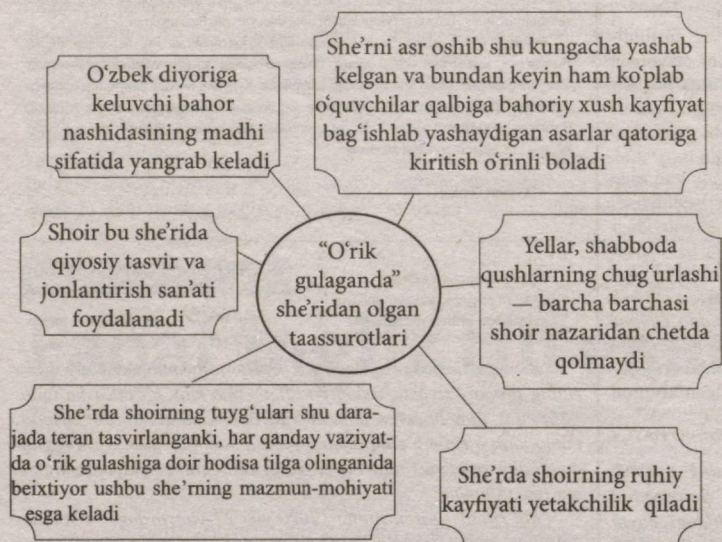 O‘zbek diyoriga
keluvchi bahor
nashidasining madhi
sifatida yangrab keladi
She’rni asr oshib shu kungacha yashab
kelgan va bundan keyin ham ko‘plab
o‘quvchilar qalbiga bahoriy xush kayfiyat
bag‘ishlab yashaydigan asarlar qatoriga
kiritish o‘rinli boladi
Shoir bu she’rida
qiyosiy tasvir va
jonlantirish san’ati
foydalanadi
“O‘rik
gulaganda”
she’ridan olgan
taassurotlari
Yellar, shabboda
qushlarning chug‘urlashi
— barcha barchasi
shoir nazaridan chetda
qolmaydi
She’rda shoirning tuyg‘ulari shu dara-
jada teran tasvirlanganki, har qanday vaziyat-
da o‘rik gulashiga doir hodisa tilga olinganida
beixtiyor ushbu she’rning mazmun-mohiyati
esga keladi
She’rda shoirning ruhiy
kayfiyati yetakchilik qiladi